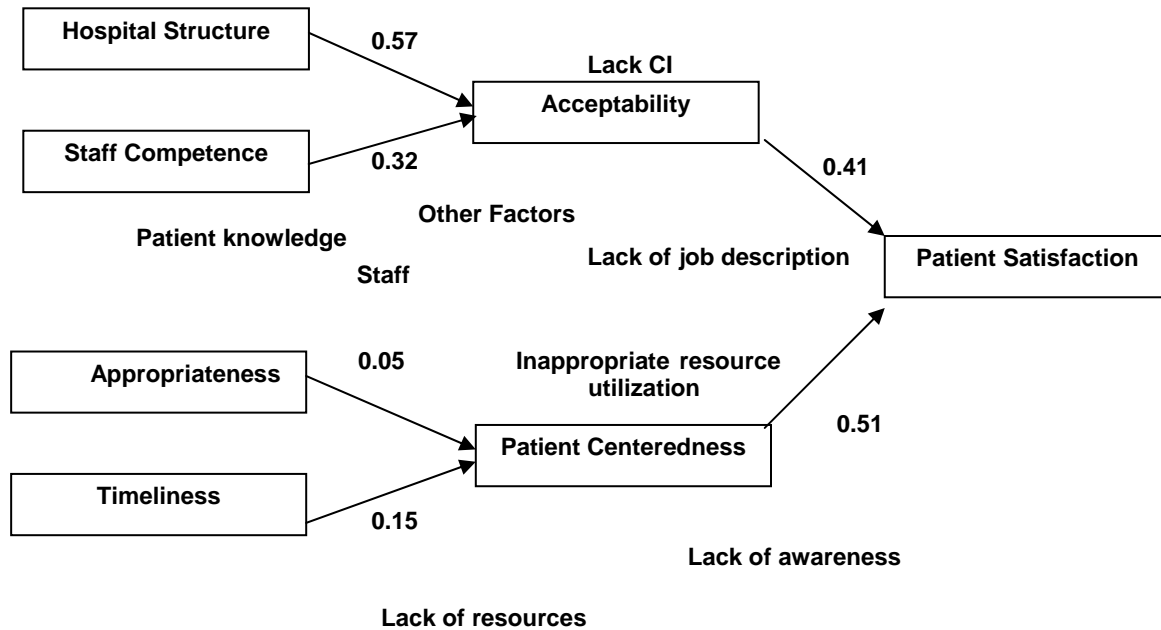 Hospital Structure
0.57
Lack CI
Acceptability
Staff Competence
0.32
0.41
Other Factors
Patient knowledge
Lack of job description
Patient Satisfaction
Staff
Appropriateness
0.05
Inappropriate resource
utilization
0.51
Patient Centeredness
Timeliness
0.15
Lack of awareness
Lack of resources